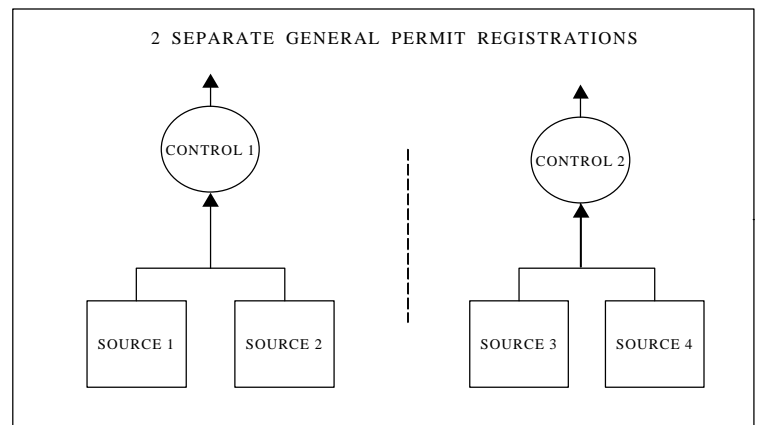 2 SEPARATE GENERAL PERMIT REGISTRATIONS
CONTROL 1
CONTROL 2
SOURCE 1
SOURCE 2
SOURCE 3
SOURCE 4